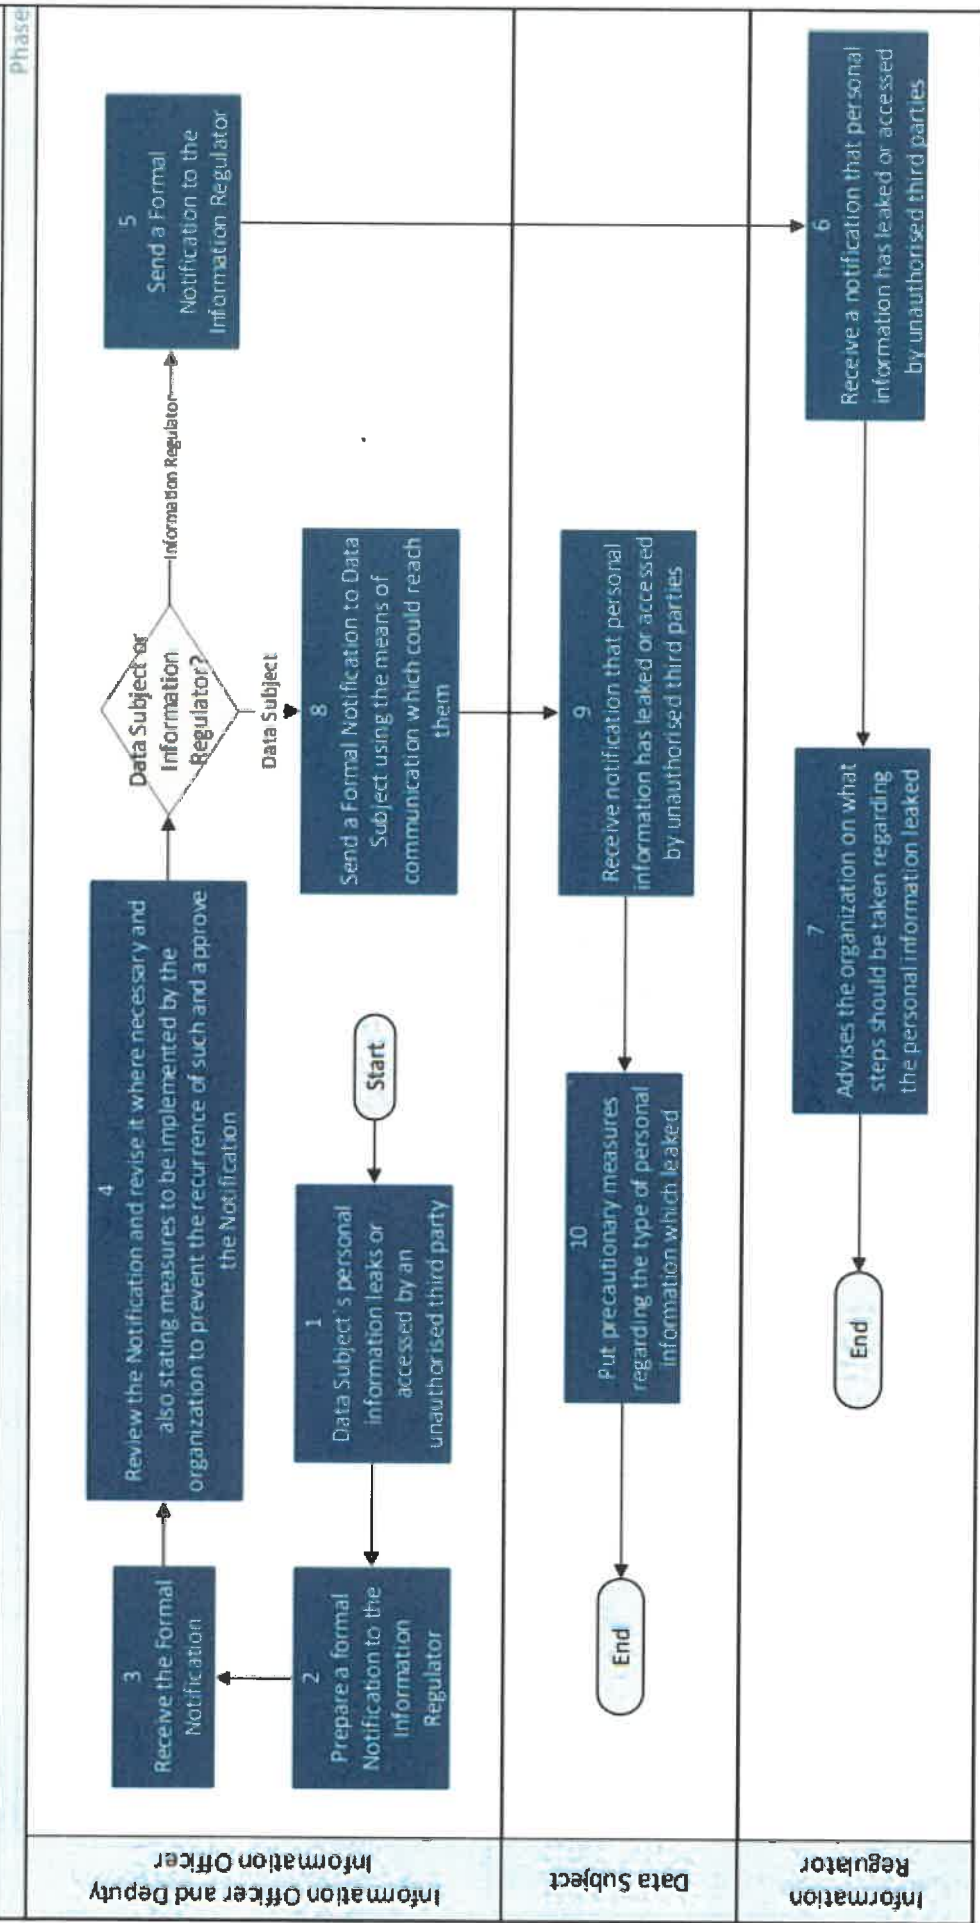 Phase
Information Officer and Deputy
Information Officer
Start
1
Data Subject's personal
information leaks or
accessed by an
unauthorised third party
2
Prepare a formal
Notification to the
Information
Regulator
3
Receive the Formal
Notification
4
Review the Notification and revise it where necessary and
also stating measures to be implemented by the
organization to prevent the recurrence of such and approve
the Notification
Data Subject or
Information
Regulator?
Information Regulator
Data Subject
5
Send a Formal
Notification to the
Information Regulator
8
Send a Formal Notification to Data
Subject using the means of
communication which could reach
them
Data Subject
9
Receive notification that personal
information has leaked or accessed
by unauthorised third parties
10
Put precautionary measures
regarding the type of personal
information which leaked
End
Information
Regulator
6
Receive a notification that personal
information has leaked or accessed
by unauthorised third parties
7
Advises the organization on what
steps should be taken regarding
the personal information leaked
End